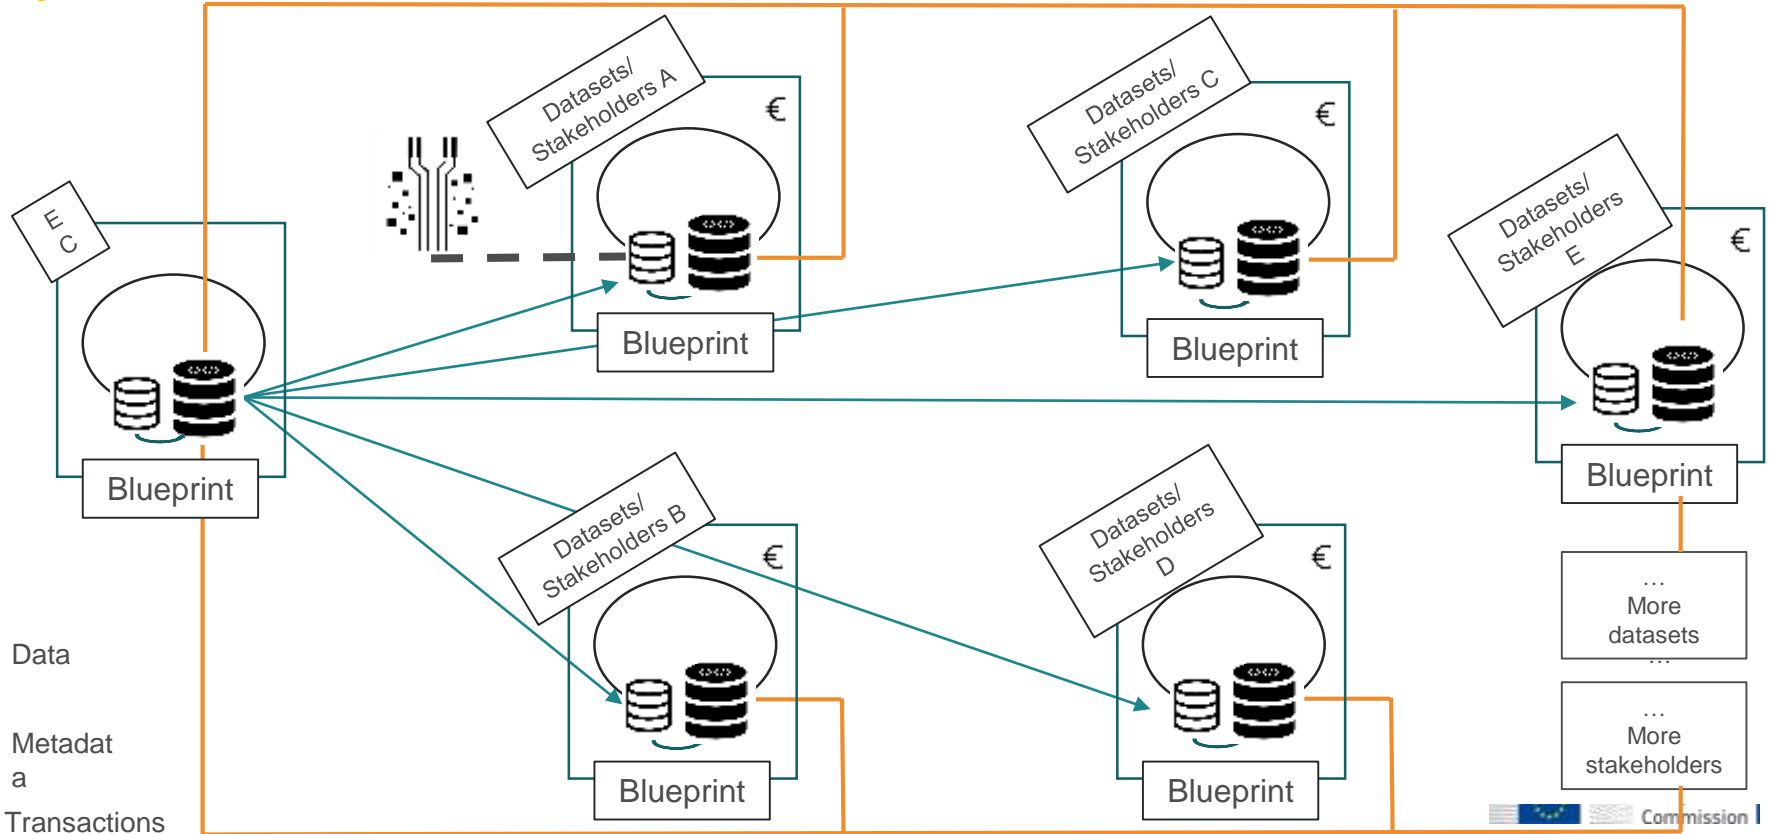 Datasets/
Stakeholders A
€
Blueprint
Datasets/
Stakeholders C
€
Blueprint
E
C
Blueprint
Datasets/
Stakeholders
E
€
Blueprint
Datasets/
Stakeholders B
€
Blueprint
Datasets/
Stakeholders
D
€
Blueprint
...
More
datasets
...
...
More
stakeholders
Data
Metadat
a
Transactions
Commission